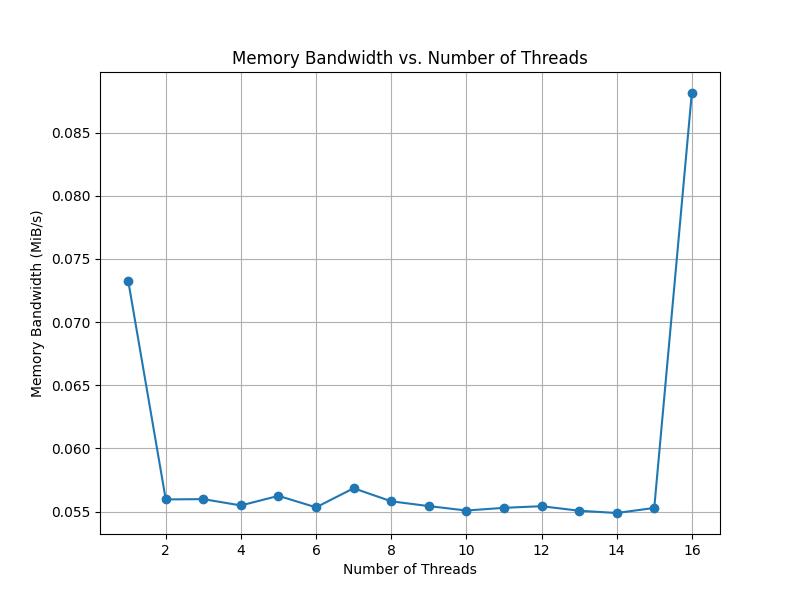 Memory Bandwidth vs. Number of Threads
Memory Bandwidth (MiB/s)
0.085
0.080
0.075
0.070
0.065
0.060
0.055
2 4 6 8 10 12 14 16
Number of Threads